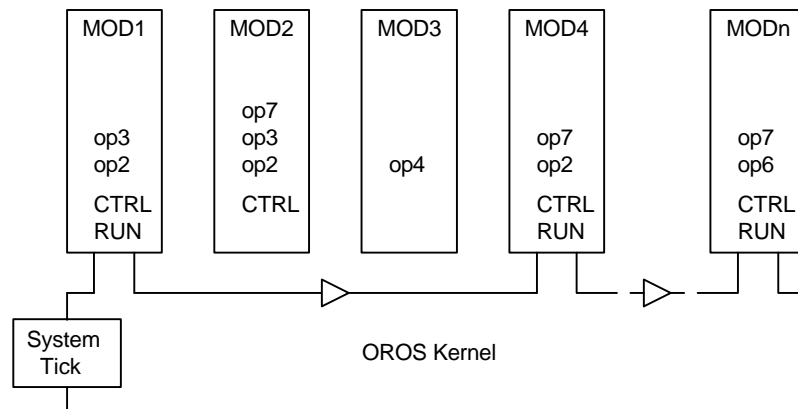 MOD1
op3
op2
CTRL
RUN
MOD2
op7
op3
op2
CTRL
MOD3
op4
MOD4
op7
op2
CTRL
RUN
MODn
op7
op6
CTRL
RUN
System
Tick
OROS Kernel